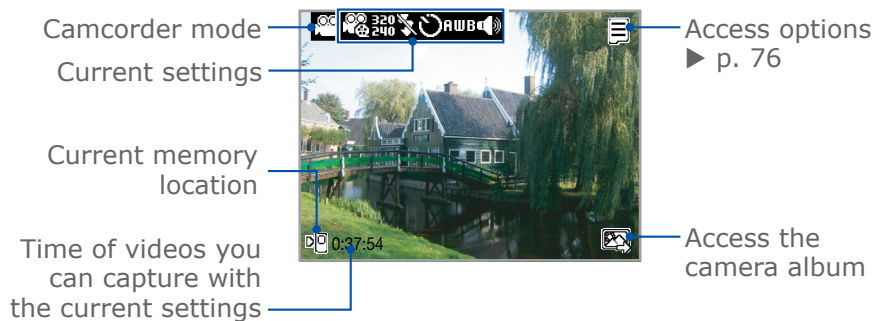 Camcorder mode
Current settings
320
240
AWB
Access options
▶ p. 76
Current memory
location
0:37:54
Time of videos you
can capture with
the current settings
Access the
camera album